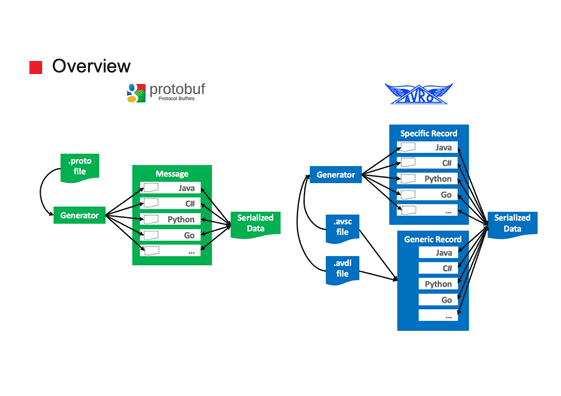 Overview
protobuf
Protocol Buffers
.proto
file
Generator
Message
Java
C#
Python
Go
...
Serialized
Data
AVRO
Generator
.avsc
file
.avdl
file
Specific Record
Java
C#
Python
Go
...
Generic Record
Java
C#
Python
Go
...
Serialized
Data